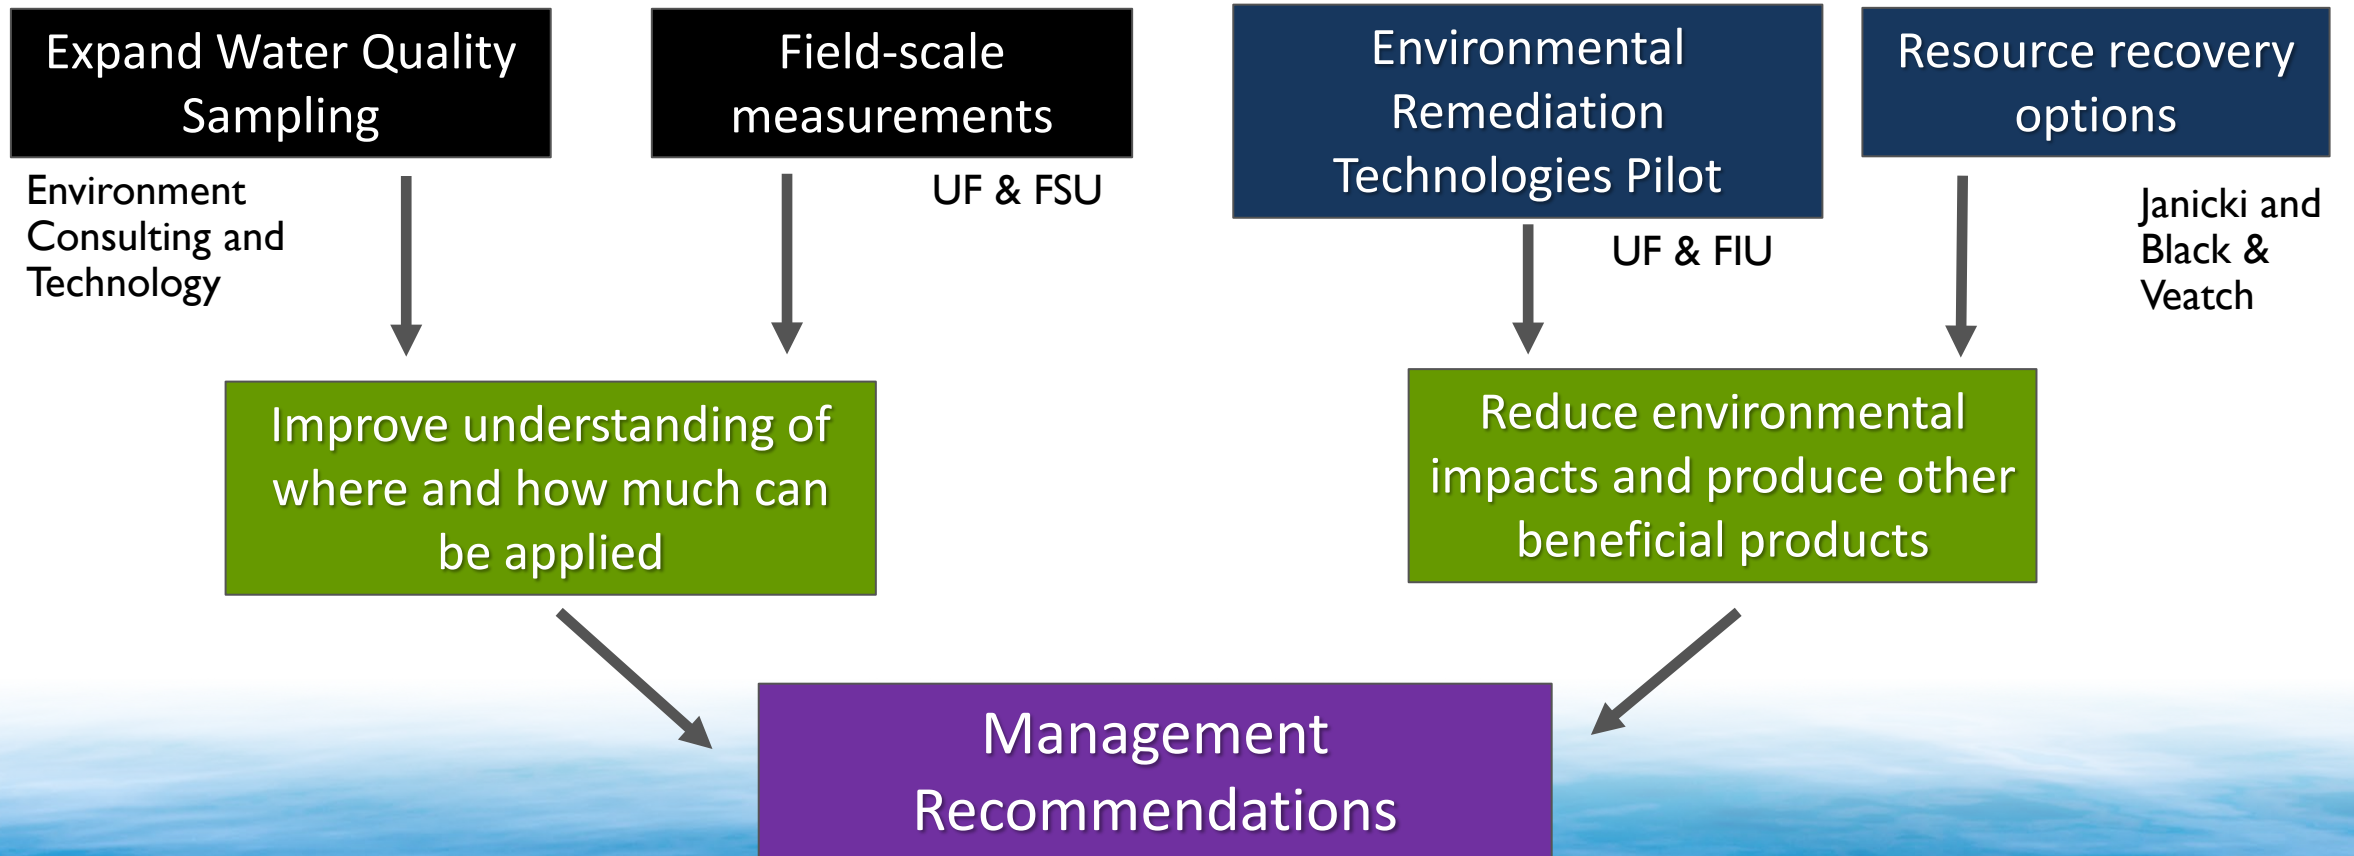 Expand Water Quality
Sampling
Field-scale
measurements
Environmental
Remediation
Technologies Pilot
Resource recovery
options
Environment
Consulting and
Technology
UF & FSU
UF & FIU
Janicki and
Black &
Veatch
Improve understanding of
where and how much can
be applied
Reduce environmental
impacts and produce other
beneficial products
Management
Recommendations